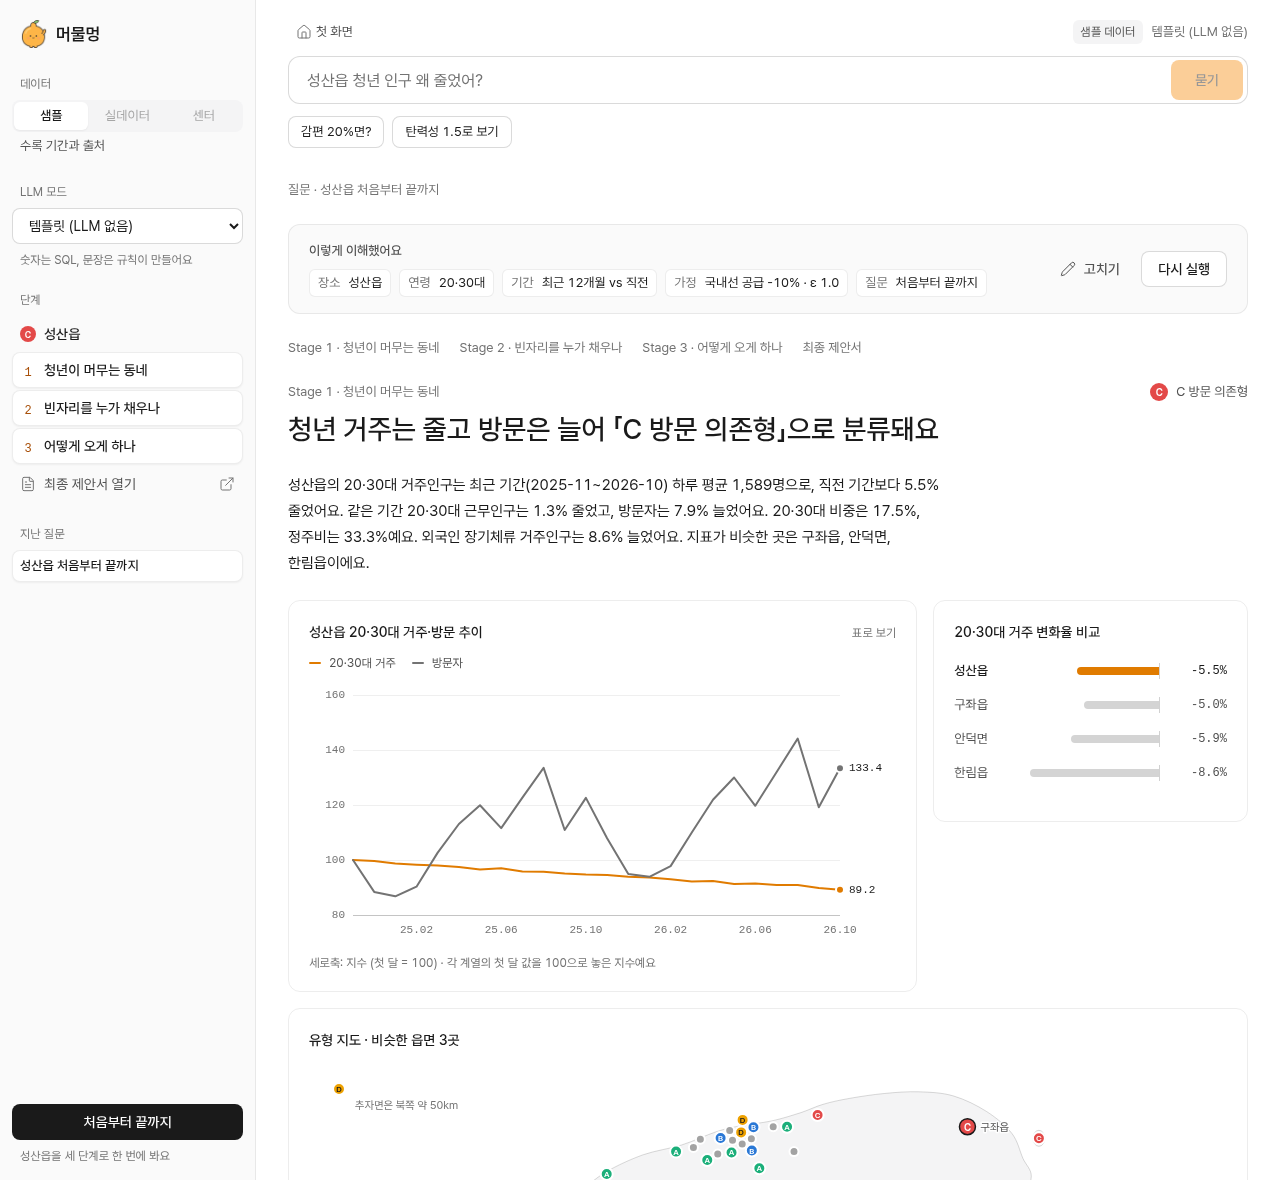 머물멍
데이터
샘플 실데이터 센터
수록 기간과 출처
LLM 모드
템플릿 (LLM 없음)
숫자는 SQL, 문장은 규칙이 만들어요
단계
C 성산읍
1 청년이 머무는 동네
2 빈자리를 누가 채우나
3 어떻게 오게 하나
최종 제안서 열기
지난 질문
성산읍 처음부터 끝까지
처음부터 끝까지
성산읍을 세 단계로 한 번에 봐요
첫 화면
샘플 데이터 템플릿 (LLM 없음)
성산읍 청년 인구 왜 줄었어?
묻기
감편 20%면? 탄력성 1.5로 보기
질문 · 성산읍 처음부터 끝까지
이렇게 이해했어요
장소 성산읍 연령 20·30대 기간 최근 12개월 vs 직전 가정 국내선 공급 -10% · ε 1.0 질문 처음부터 끝까지
고치기 다시 실행
Stage 1 · 청년이 머무는 동네 Stage 2 · 빈자리를 누가 채우나 Stage 3 · 어떻게 오게 하나 최종 제안서
Stage 1 · 청년이 머무는 동네
C C 방문 의존형
청년 거주는 줄고 방문은 늘어 「C 방문 의존형」으로 분류돼요
성산읍의 20·30대 거주인구는 최근 기간(2025-11~2026-10) 하루 평균 1,589명으로, 직전 기간보다 5.5%
줄었어요. 같은 기간 20·30대 근무인구는 1.3% 줄었고, 방문자는 7.9% 늘었어요. 20·30대 비중은 17.5%,
정주비는 33.3%예요. 외국인 장기체류 거주인구는 8.6% 늘었어요. 지표가 비슷한 곳은 구좌읍, 안덕면,
한림읍이에요.
성산읍 20·30대 거주·방문 추이
표로 보기
20·30대 거주 방문자
160
140
120
100
80
133.4
89.2
25.02 25.06 25.10 26.02 26.06 26.10
세로축: 지수 (첫 달 = 100) · 각 계열의 첫 달 값을 100으로 놓은 지수예요
20·30대 거주 변화율 비교
성산읍 -5.5%
구좌읍 -5.0%
안덕면 -5.9%
한림읍 -8.6%
유형 지도 · 비슷한 읍면 3곳
D
추자면은 북쪽 약 50km
C
D
B
A
D
C 구좌읍
B
C
A
A
B
A
A
A